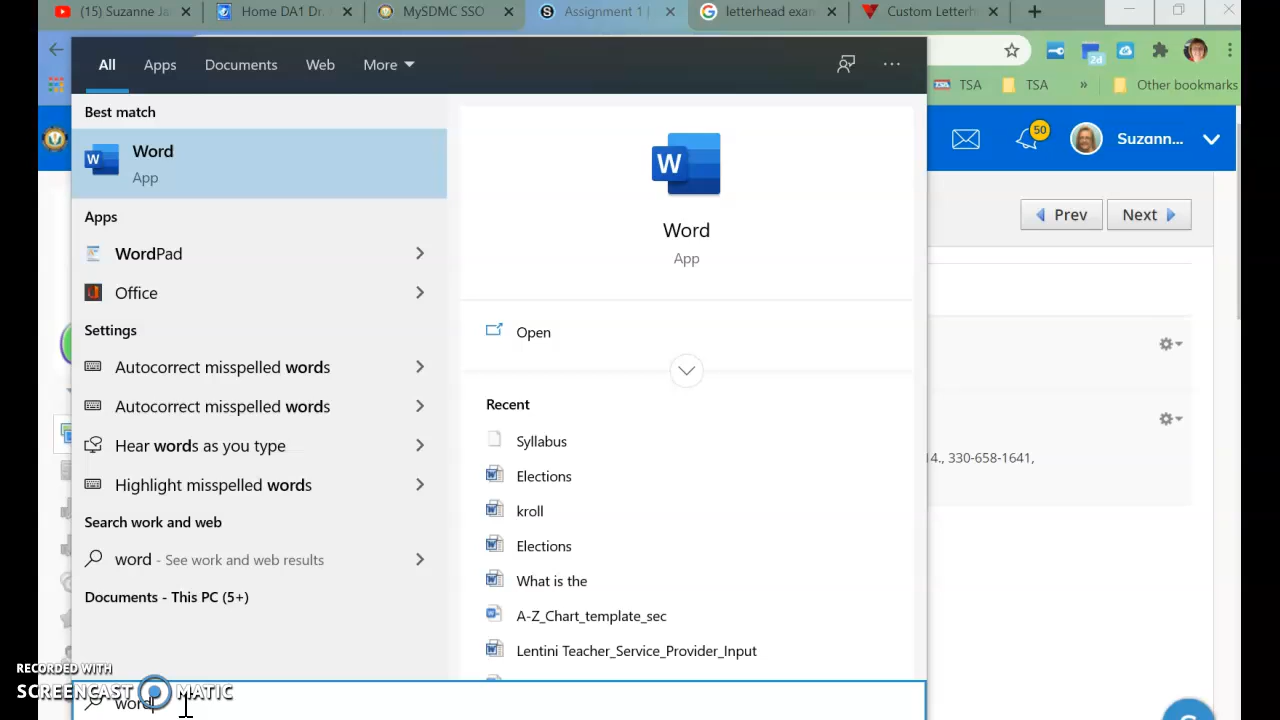 (15) Suzanne Ja
Home DA1 Dr.
MySDMC SSO
Assignment 1 |
letterhead exam
Custom Letterh
2d
TSA
TSA
»
Other bookmarks
All
Apps
Documents
Web
More
50
Suzann...
Best match
Word
App
Word
App
Prev
Next
Apps
WordPad
Office
Open
Settings
Autocorrect misspelled words
Autocorrect misspelled words
Hear words as you type
Highlight misspelled words
Recent
Syllabus
Elections
kroll
Elections
What is the
A-Z_Chart_template_sec
Lentini Teacher_Service_Provider_Input
14., 330-658-1641,
Search work and web
word - See work and web results
Documents - This PC (5+)
RECORDED WITH
SCREENCAST MATIC
word